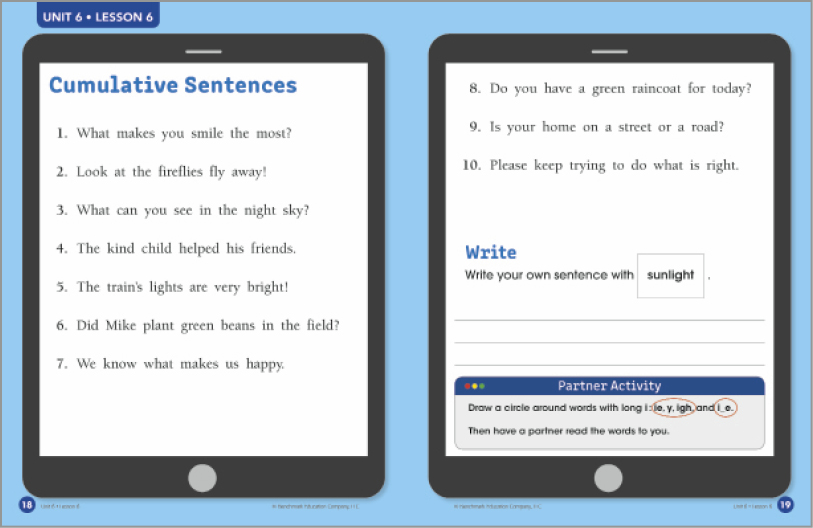 UNIT 6 • LESSON 6
Cumulative Sentences
1. What makes you smile the most?
2. Look at the fireflies fly away!
3. What can you see in the night sky?
4. The kind child helped his friends.
5. The train's lights are very bright!
6. Did Mike plant green beans in the field?
7. We know what makes us happy.
18 Unit 6 • Lesson 6
© Benchmark Education Company, LLC
8. Do you have a green raincoat for today?
9. Is your home on a street or a road?
10. Please keep trying to do what is right.
Write
Write your own sentence with sunlight .
Partner Activity
Draw a circle around words with long i: ie, y, igh, and i_e.
Then have a partner read the words to you.
© Benchmark Education Company, LLC
Unit 6 • Lesson 6 19